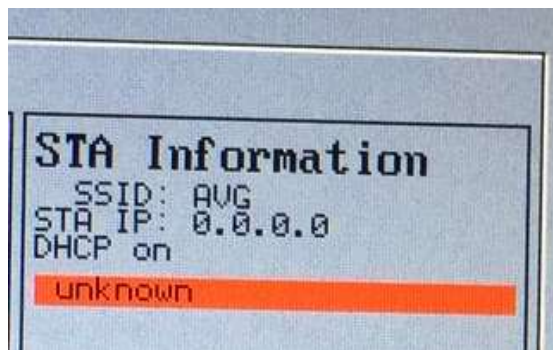 STA Information
SSID: AVG
STA IP: 0.0.0.0
DHCP on
unknown